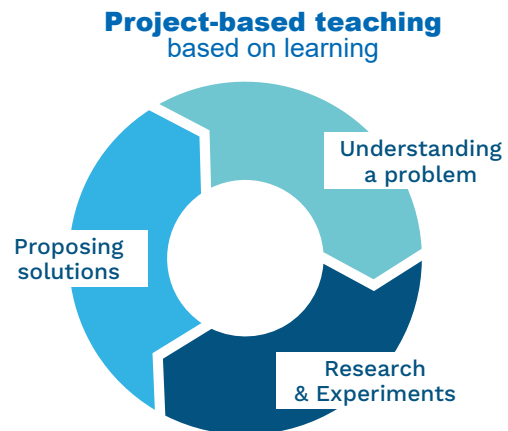 Project-based teaching
based on learning
Understanding
a problem
Proposing
solutions
Research
& Experiments